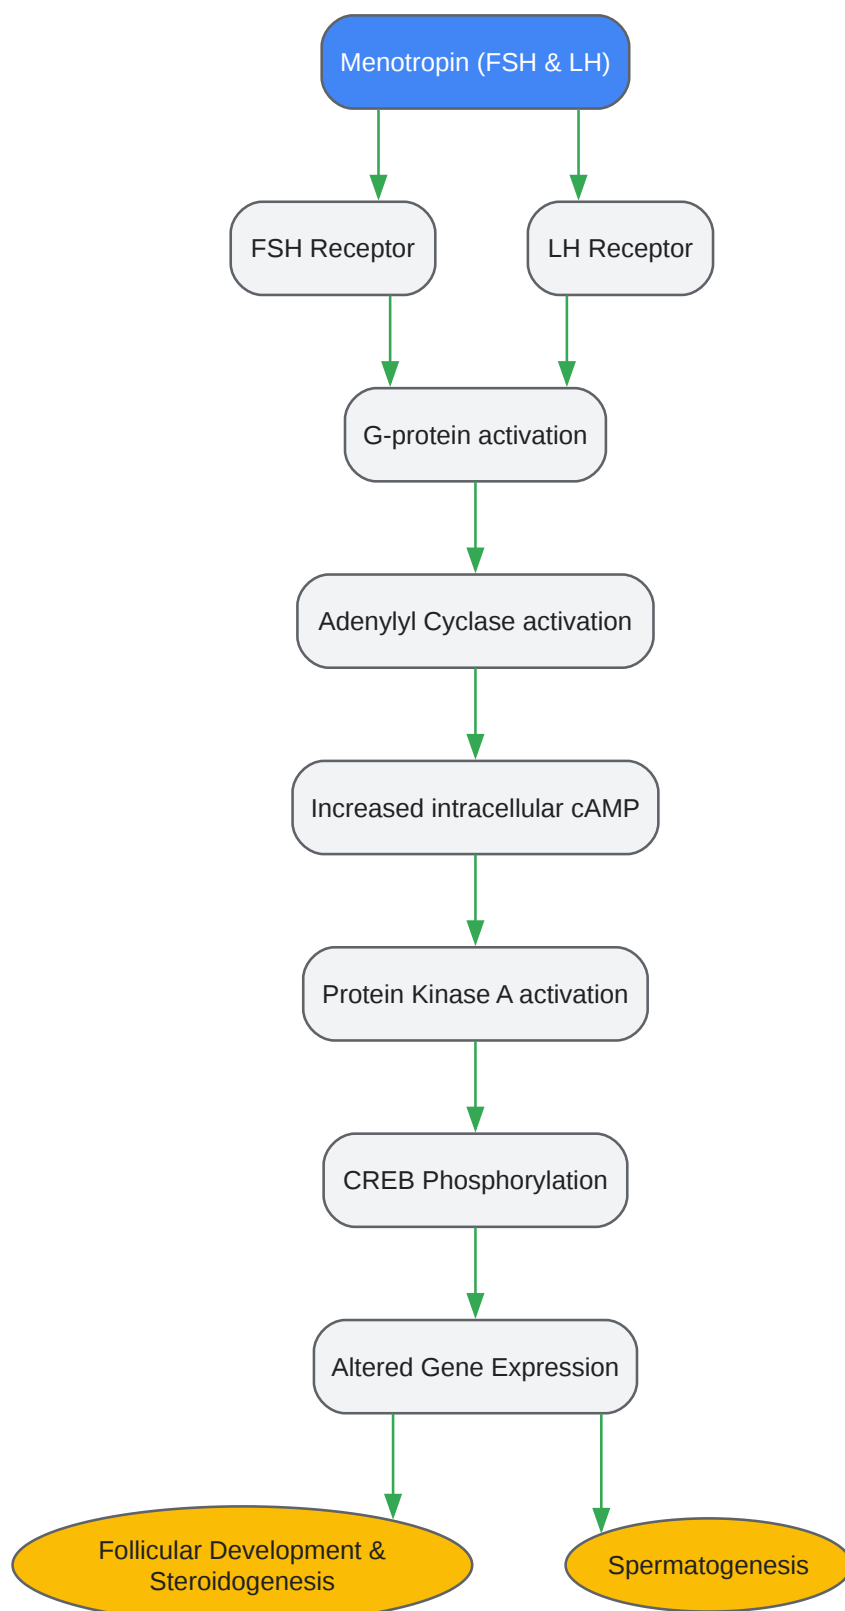 Menotropin (FSH & LH)
FSH Receptor
LH Receptor
G-protein activation
Adenylyl Cyclase activation
Increased intracellular cAMP
Protein Kinase A activation
CREB Phosphorylation
Altered Gene Expression
Follicular Development &
Steroidogenesis
Spermatogenesis